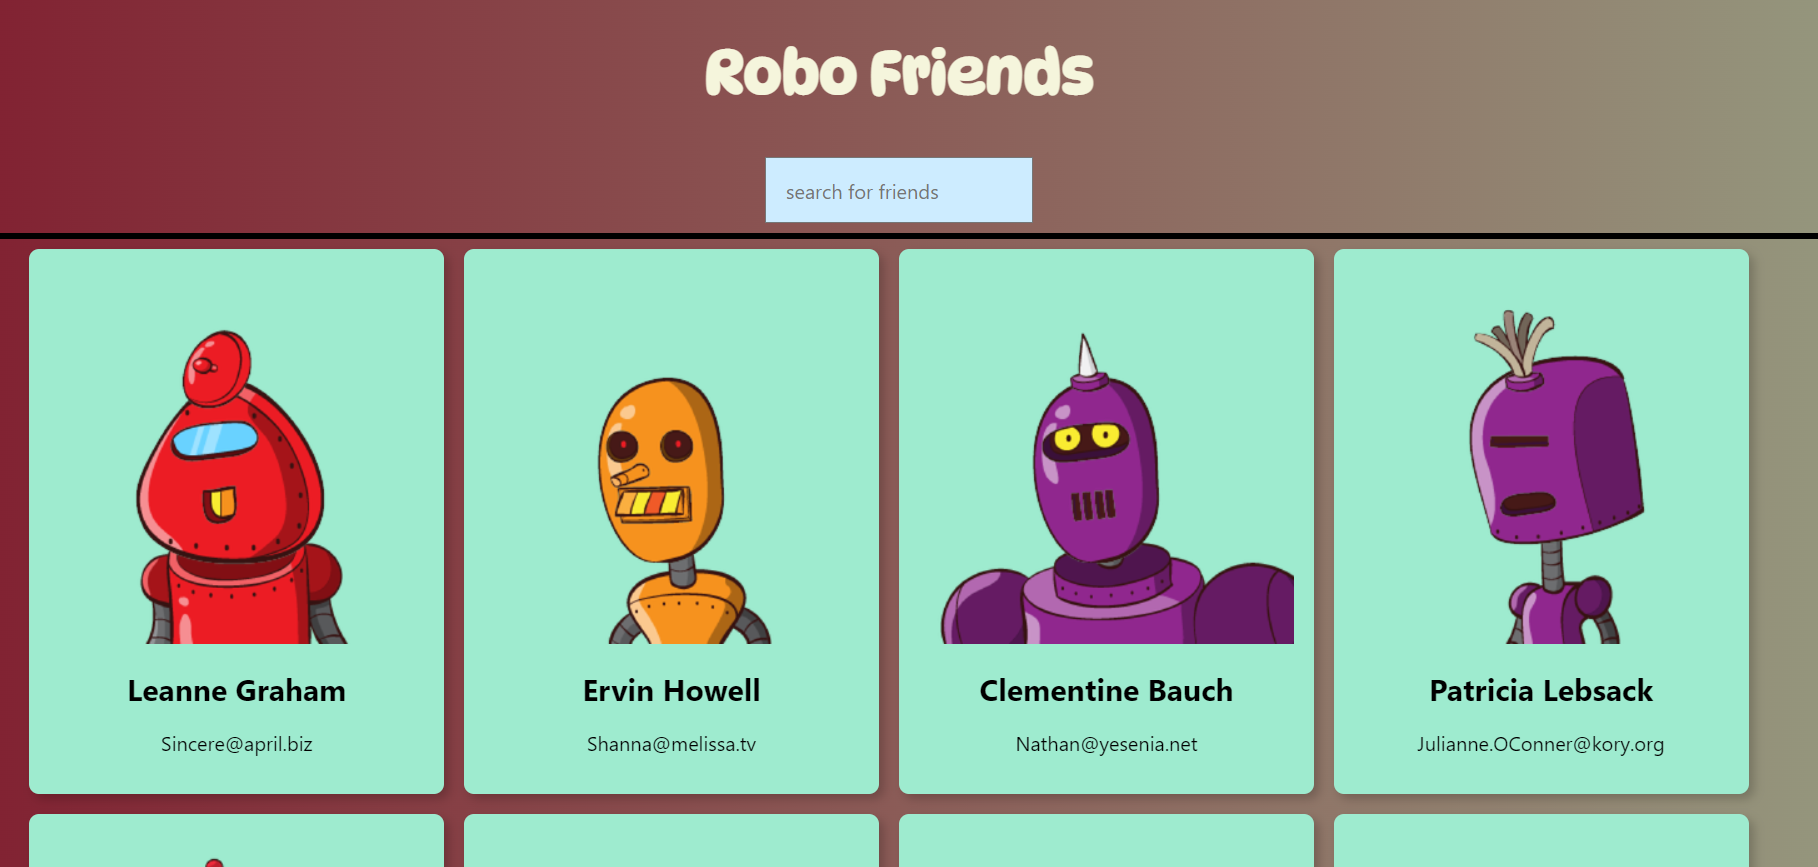 Robo Friends
search for friends
Leanne Graham
Sincere@april.biz
Ervin Howell
Shanna@melissa.tv
Clementine Bauch
Nathan@yesenia.net
Patricia Lebsack
Julianne.OConner@kory.org